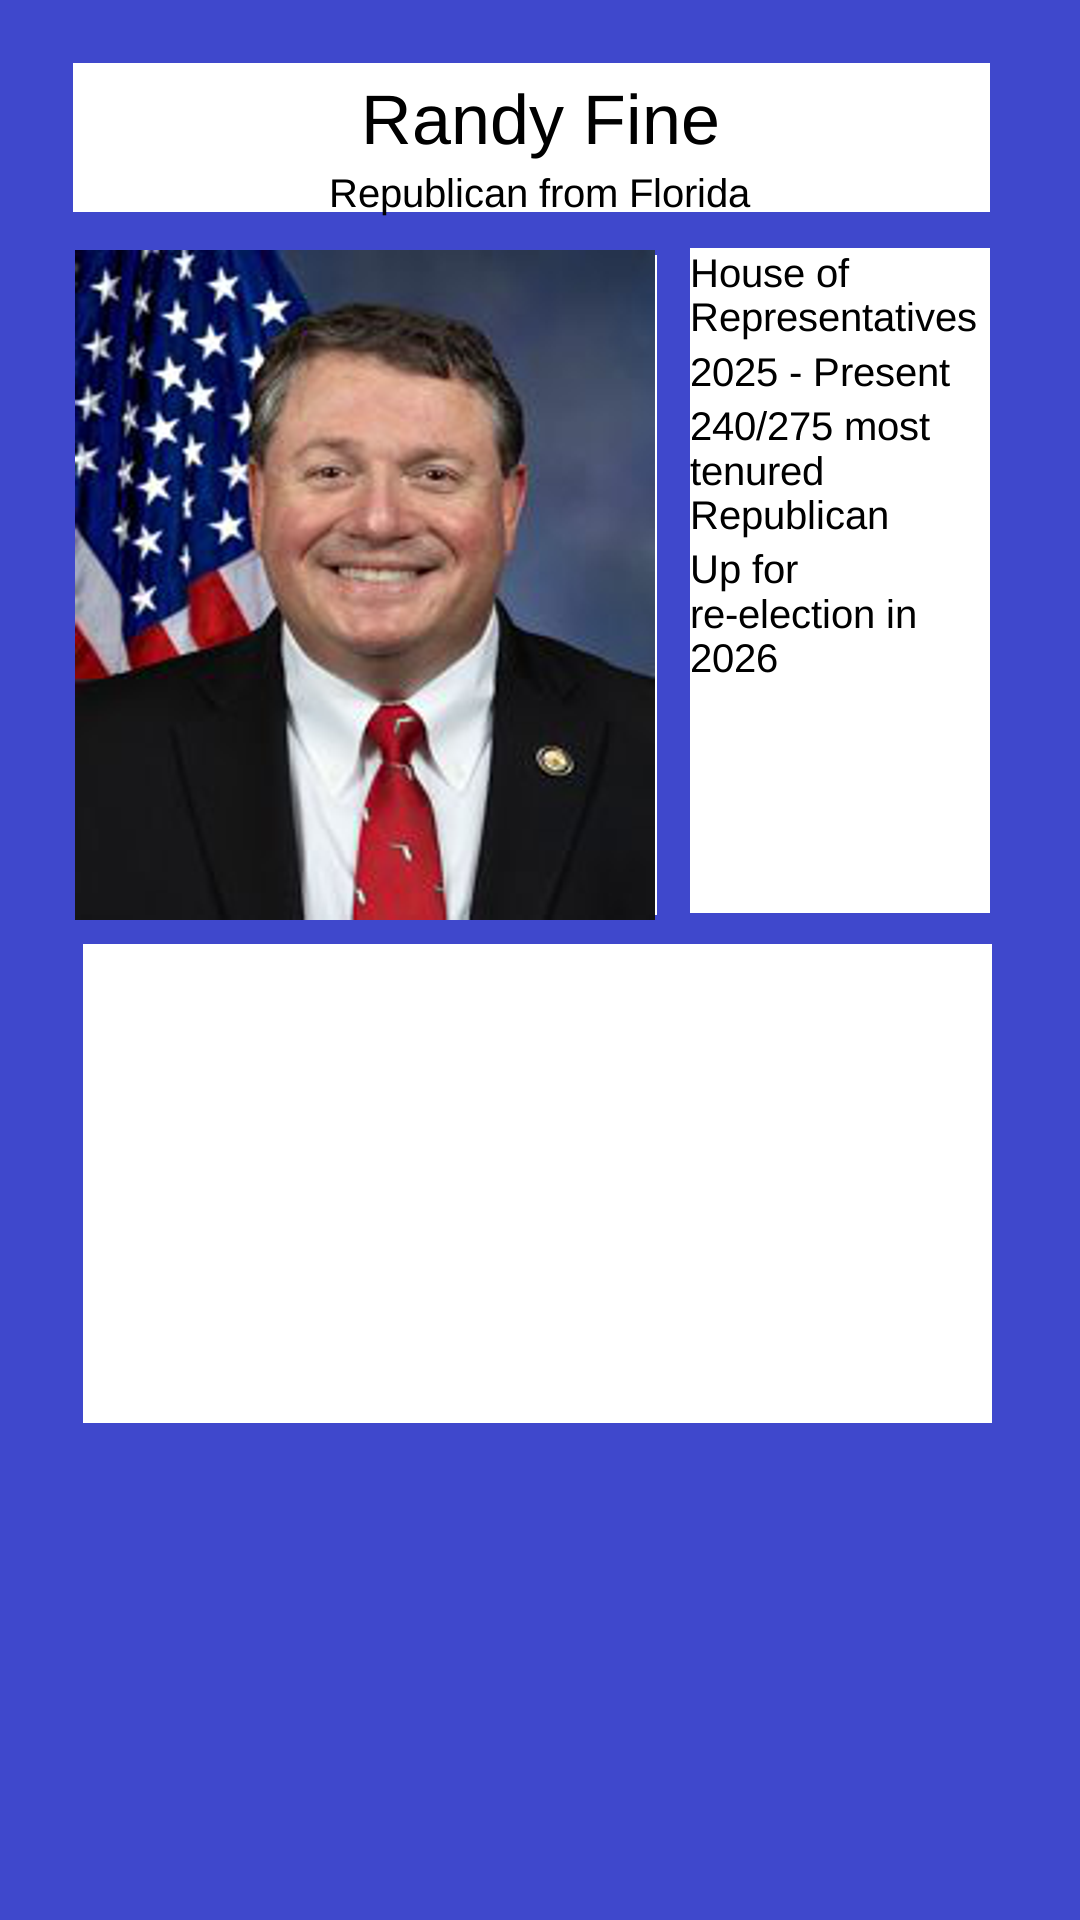 Randy Fine
Republican from Florida
House of
Representatives
2025 - Present
240/275 most
tenured
Republican
Up for
re-election in
2026